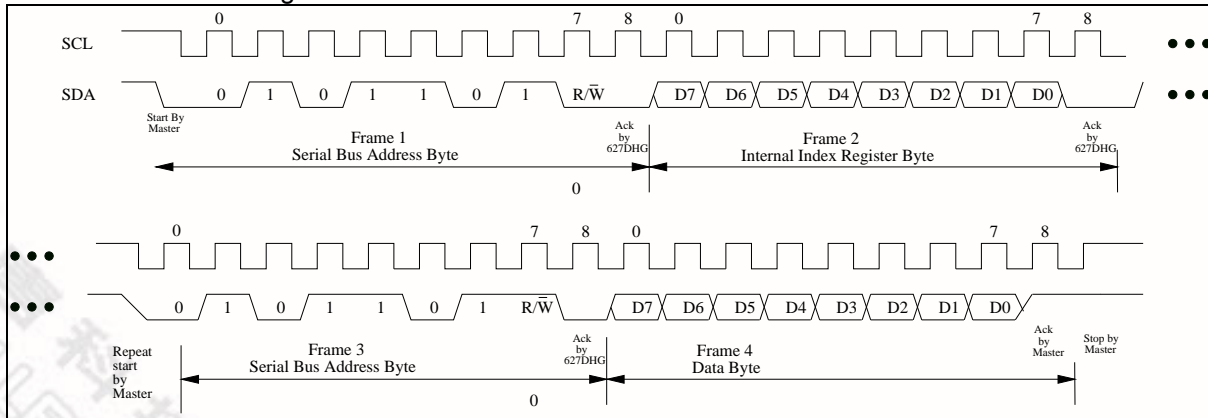 0 7 8 0 7 8
SCL
SDA 0 1 0 1 1 0 1 R/W̅ D7 D6 D5 D4 D3 D2 D1 D0
Start By
Master
Frame 1
Serial Bus Address Byte
Ack
by
627DHG
Frame 2
Internal Index Register Byte
Ack
by
627DHG
0
0 7 8 0 7 8
0 1 0 1 1 0 1 R/W̅ D7 D6 D5 D4 D3 D2 D1 D0
Repeat
start
by
Master
Frame 3
Serial Bus Address Byte
Ack
by
627DHG
Frame 4
Data Byte
Ack
by
Master
Stop by
Master
0